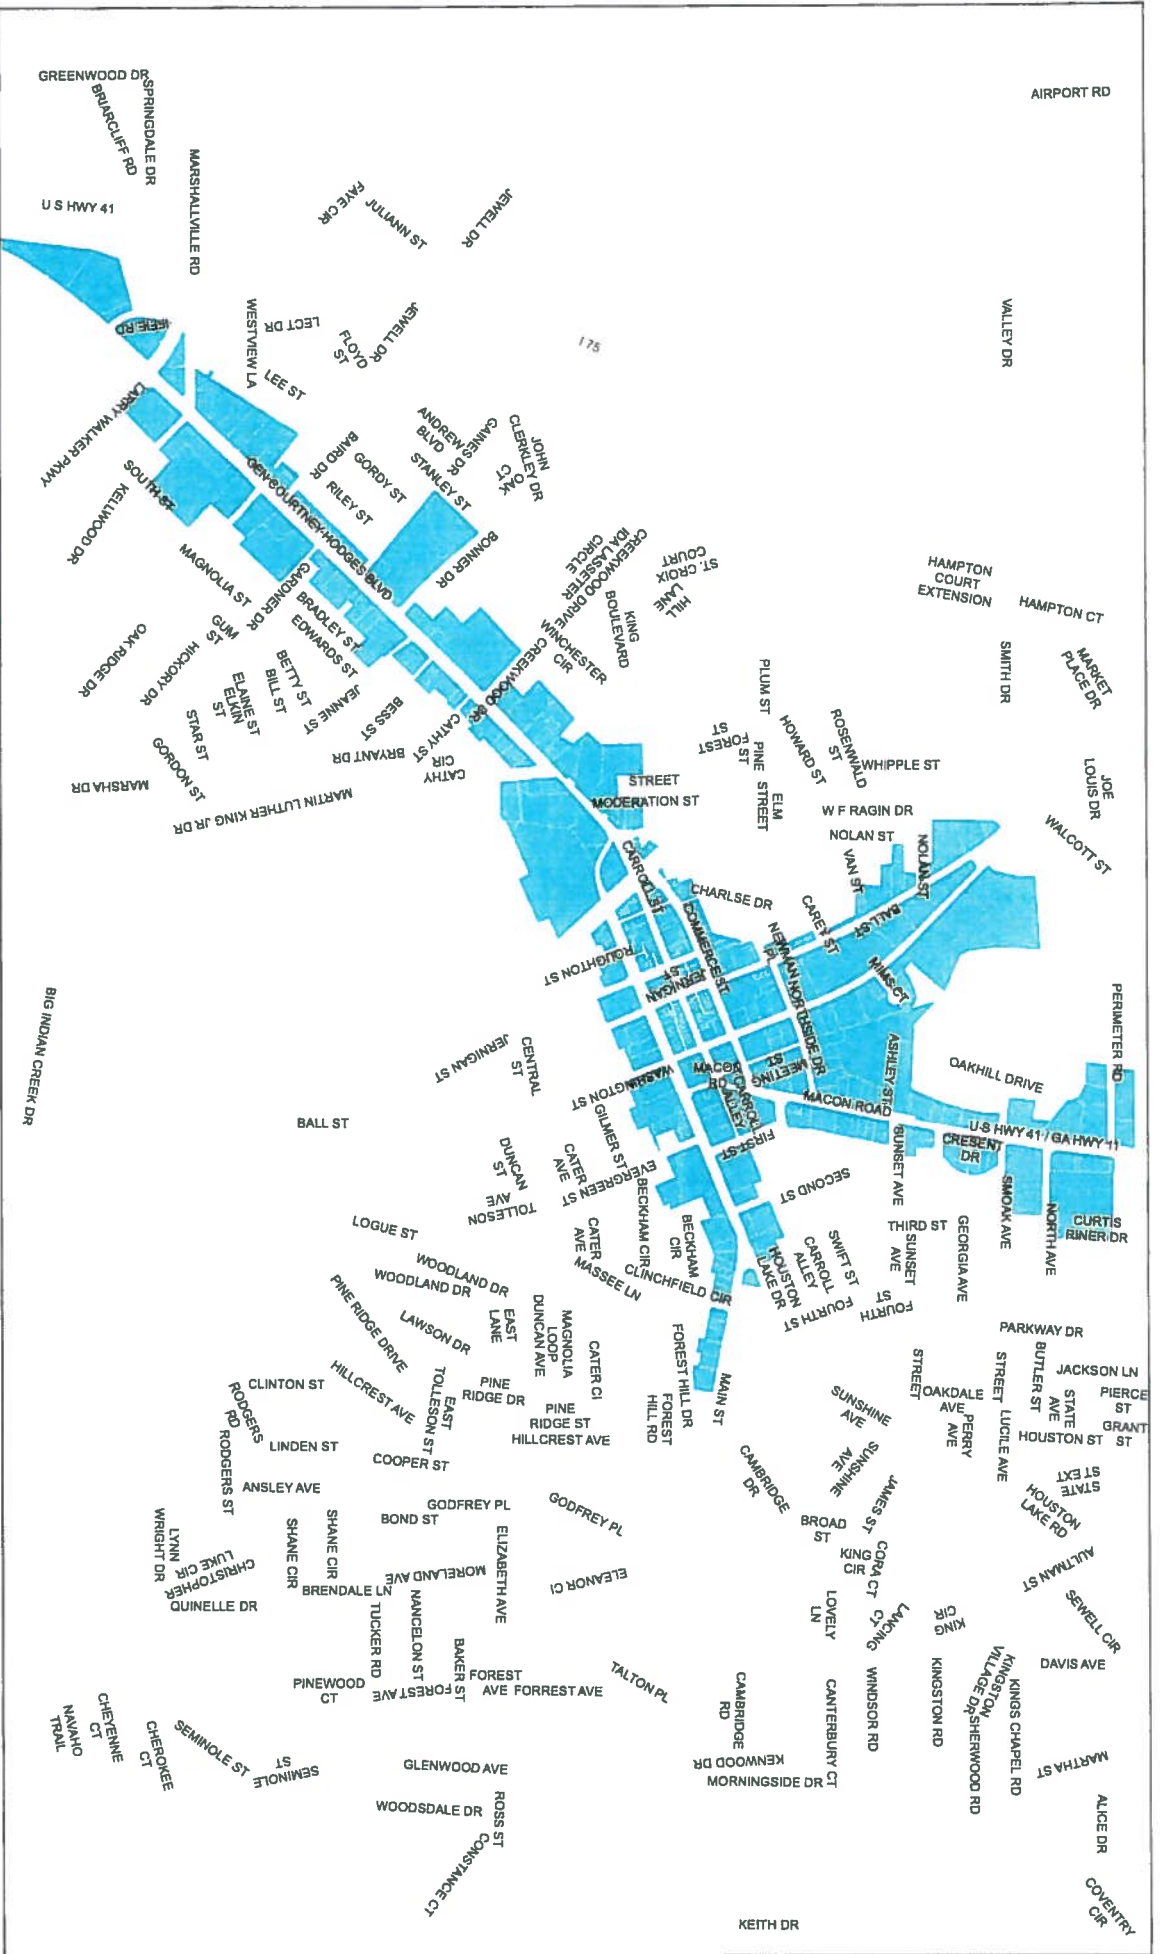 GREENWOOD DR
SPRINGDALE DR
BRIARCLIFF RD
AIRPORT RD
U S HWY 41
MARSHALLVILLE RD
FAYE CIR
JULIANN ST
JEWELL DR
WESTVIEW LA
LECT DR
FLOYD
ST
JEWELL DR
I 75
VALLEY DR
LEE ST
LARRY WALKER PKWY
SOUTH ST
KELLWOOD DR
GEN COURTNEY HODGES BLVD
BAIRD DR
GORDY ST
RILEY ST
ANDREWS
BLVD
GAINES DR
STANLEY ST
JOHN
CLERKLEY DR
OAK
CT
BONNER DR
MAGNOLIA ST
GARDNER DR
BRADLEY ST
EDWARDS ST
GUM
ST
HICKORY DR
OAK RIDGE DR
BETTY ST
BILL ST
ELAINE ST
ELKIN
ST
JEANNE ST
BESS ST
BRYANT DR
CATHY ST
CATHY
CIR
STAR ST
GORDON ST
MARSHA DR
MARTIN LUTHER KING JR DR
IDA LASSETER
CIRCLE
CREEKWOOD DRIVE
ST. CROIX
COURT
HILL
LANE
KING
BOULEVARD
WINCHESTER
CIR
CREEKWOOD DR
HAMPTON
COURT
EXTENSION
HAMPTON CT
SMITH DR
MARKET
PLACE DR
PLUM ST
FOREST
ST
PINE
ST
HOWARD ST
ROSENWALD
ST
WHIPPLE ST
STREET
MODERATION ST
ELM
STREET
W F RAGIN DR
NOLAN ST
NOLAN ST
VAN ST
JOE
LOUIS DR
WALCOTT ST
CARROLL ST
CHARLSE DR
COMMERCE ST
CAREY ST
BALL ST
NEWMAN
PL
NORTHSIDE DR
MIMS CT
ROUGHTON ST
JERNIGAN
ST
PERIMETER RD
BIG INDIAN CREEK DR
JERNIGAN ST
CENTRAL
ST
WASHINGTON ST
MACON
RD
MEETING
ST
CARROLL
ALLEY
ASHLEY ST
OAKHILL DRIVE
MACON ROAD
BALL ST
GILMER ST
FIRST ST
U S HWY 41 / GA HWY 11
CRESENT
DR
SUNSET AVE
DUNCAN
ST
CATER
AVE
EVERGREEN ST
TOLLESON
AVE
BECKHAM CIR
BECKHAM
CIR
SECOND ST
SMOAK AVE
NORTH AVE
CURTIS
RINER DR
LOGUE ST
CATER
AVE
MASSEE LN
CLINCHFIELD CIR
HOUSTON
LAKE DR
CARROLL
ALLEY
SWIFT ST
THIRD ST
SUNSET
AVE
GEORGIA AVE
WOODLAND DR
WOODLAND DR
FOURTH ST
FOURTH
ST
PINE RIDGE DRIVE
LAWSON DR
EAST
LANE
DUNCAN AVE
MAGNOLIA
LOOP
CATER CI
FOREST HILL DR
MAIN ST
PARKWAY DR
JACKSON LN
BUTLER ST
STREET
STREET
CLINTON ST
HILLCREST AVE
RODGERS
RD
EAST
TOLLESON ST
PINE
RIDGE DR
PINE
RIDGE ST
HILLCREST AVE
FOREST
HILL RD
SUNSHINE
AVE
OAKDALE
AVE
PERRY
AVE
LUCILE AVE
STATE
AVE
PIERCE
ST
GRANT
ST
HOUSTON ST
LINDEN ST
COOPER ST
RODGERS ST
ANSLEY AVE
CAMBRIDGE
DR
SUNSHINE
AVE
JAMES ST
STATE
ST EXT
HOUSTON
LAKE RD
GODFREY PL
GODFREY PL
BOND ST
BROAD
ST
LYNN
WRIGHT DR
CHRISTOPHER
LUKE CIR
SHANE CIR
SHANE CIR
ELIZABETH AVE
KING
CIR
CORA CT
AULTMAN ST
BRENDALE LN
MORELAND AVE
ELEANOR CI
QUINELLE DR
TUCKER RD
NANCELON ST
BAKER ST
LOVELY
LN
LANCING
CT
KING
CIR
SEWELL CIR
PINEWOOD
CT
FOREST AVE
FOREST
AVE
FORREST AVE
TALTON PL
CAMBRIDGE
RD
CANTERBURY CT
WINDSOR RD
KINGSTON RD
KINGSTON
VILLAGE DR
SHERWOOD RD
KINGS CHAPEL RD
DAVIS AVE
NAVAHO
TRAIL
CHEYENNE
CT
CHEROKEE
CT
SEMINOLE ST
SEMINOLE
ST
GLENWOOD AVE
KENWOOD DR
MORNINGSIDE DR
MARTHA ST
WOODSDALE DR
ROSS ST
CONSTANCE CT
ALICE DR
COVENTRY
CIR
KEITH DR